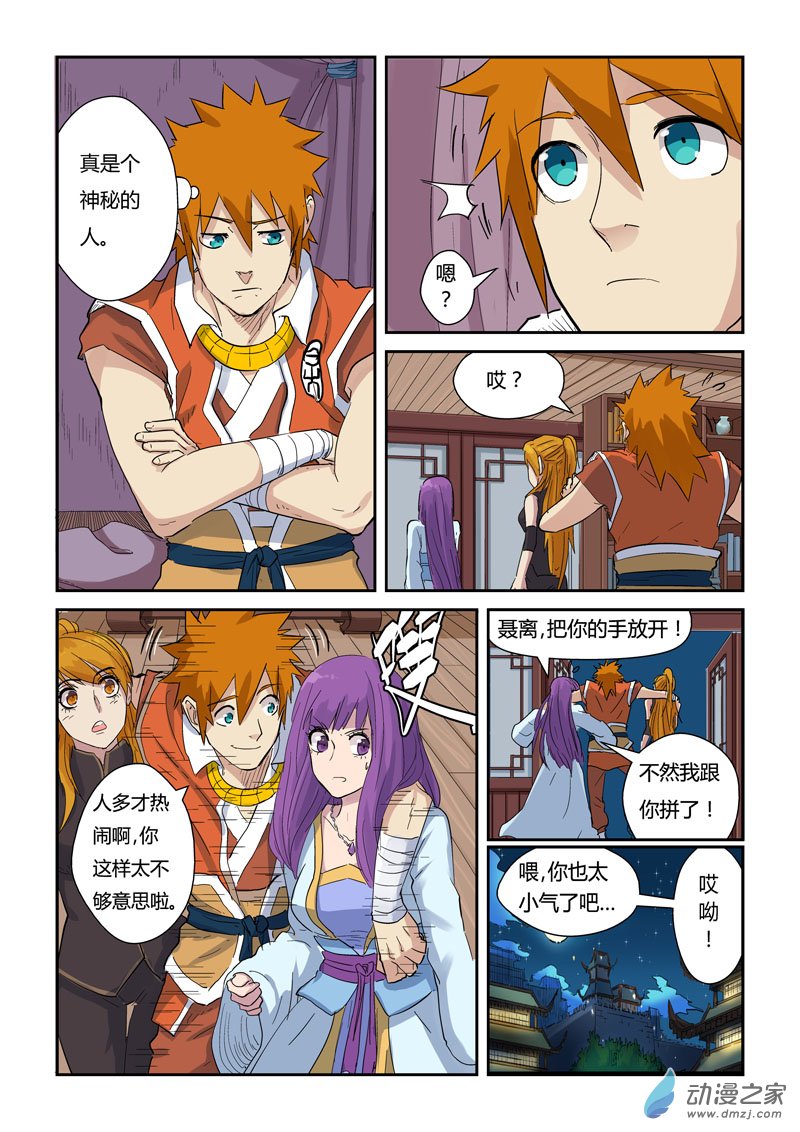 真是个
神秘的
人。
嗯
?
哎?
人多才热
闹啊,你
这样太不
够意思啦。
聂离,把你的手放开!
不然我跟
你拼了!
喂,你也太
小气了吧…
哎
呦
!
动漫之家
www.dmzj.com